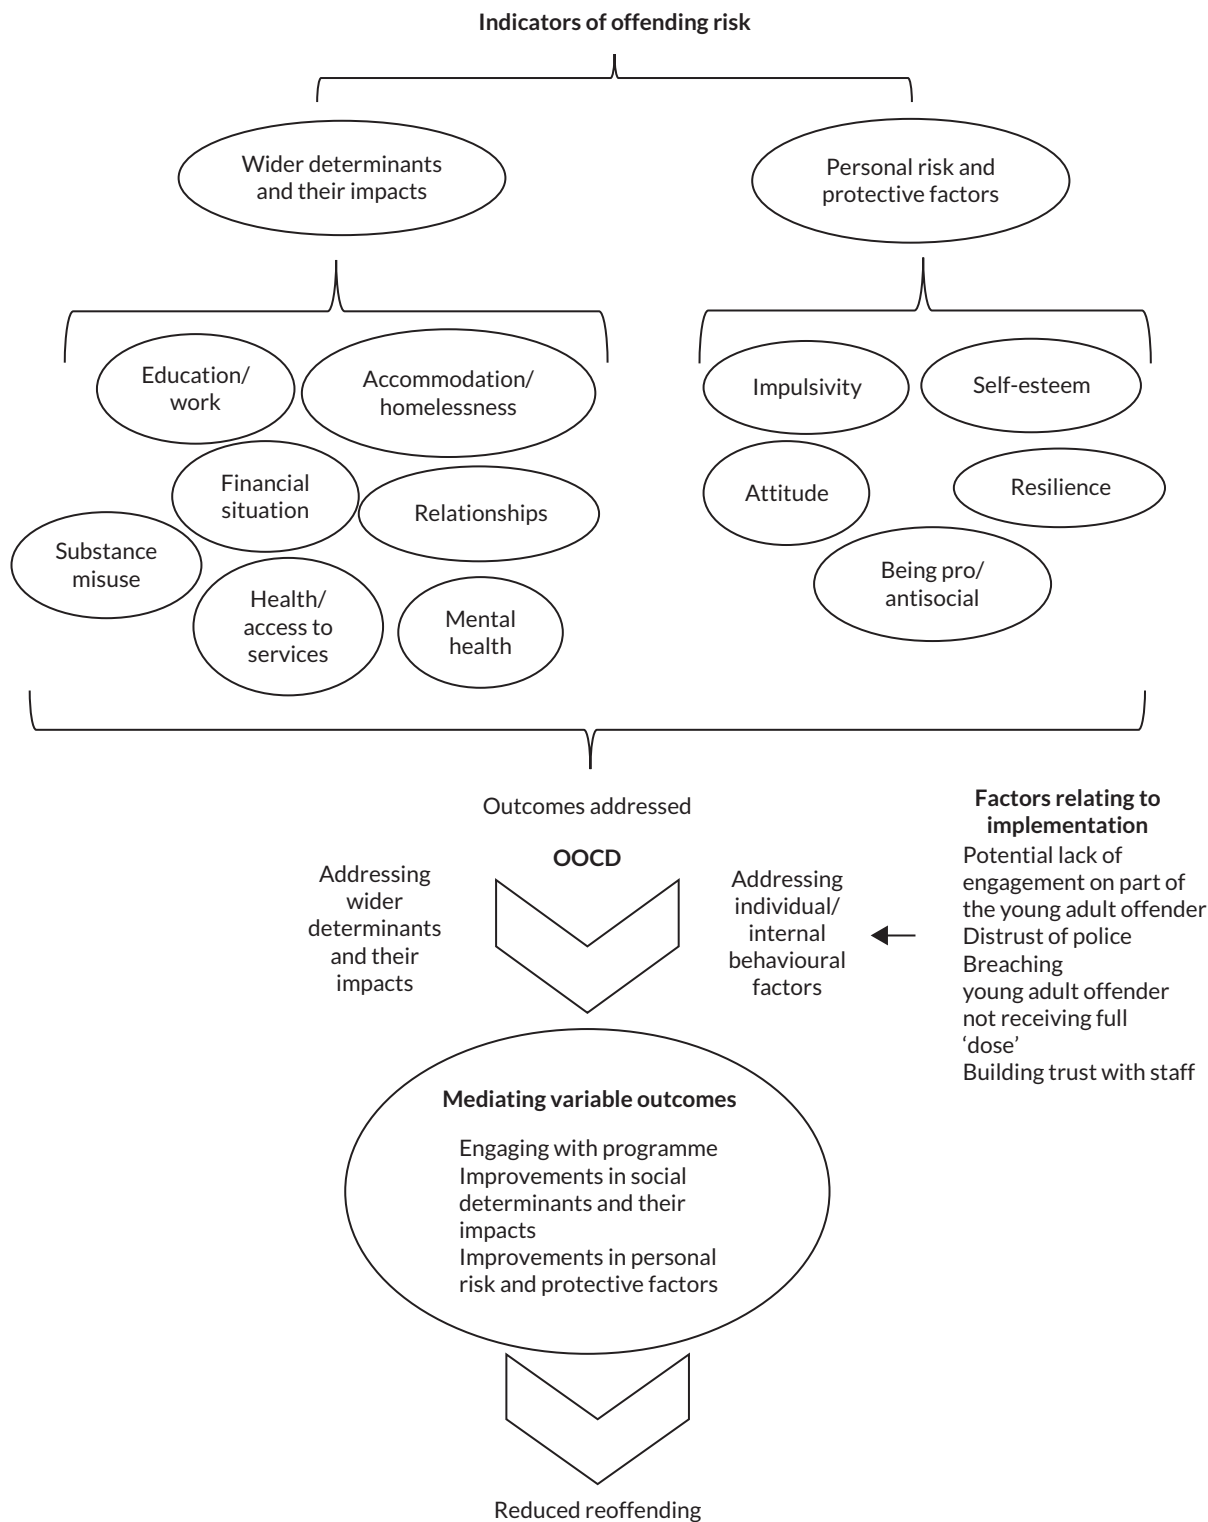 Indicators of offending risk
Wider determinants
and their impacts
Personal risk and
protective factors
Education/
work
Accommodation/
homelessness
Financial
situation
Relationships
Substance
misuse
Health/
access to
services
Mental
health
Impulsivity
Self-esteem
Attitude
Resilience
Being pro/
antisocial
Outcomes addressed
OOCD
Addressing
wider
determinants
and their
impacts
Addressing
individual/
internal
behavioural
factors
Factors relating to
implementation
Potential lack of
engagement on part of
the young adult offender
Distrust of police
Breaching
young adult offender
not receiving full
‘dose’
Building trust with staff
Mediating variable outcomes
Engaging with programme
Improvements in social
determinants and their
impacts
Improvements in personal
risk and protective factors
Reduced reoffending